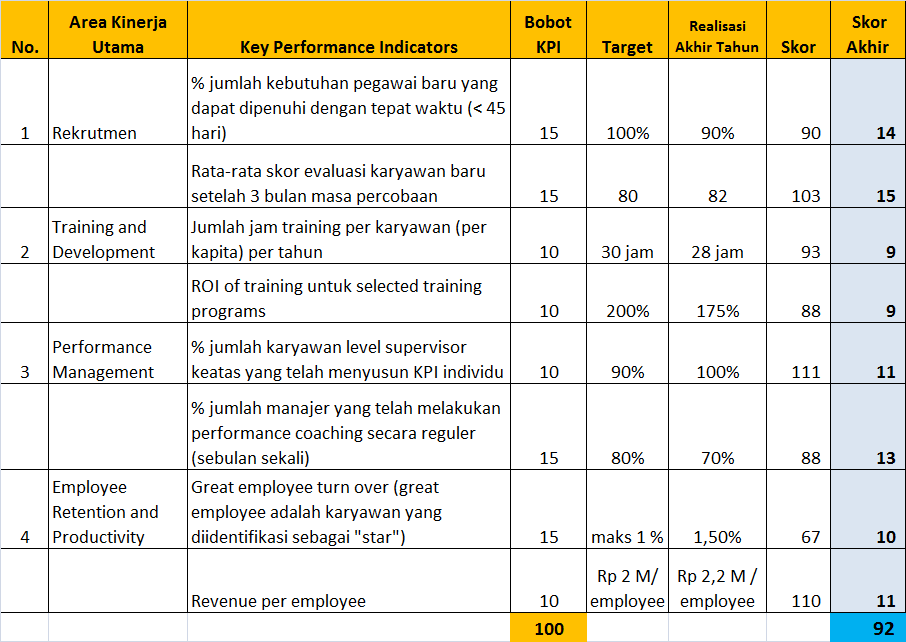 No. Area Kinerja Utama Key Performance Indicators Bobot KPI Target Realisasi Akhir Tahun Skor Skor Akhir
% jumlah kebutuhan pegawai baru yang
dapat dipenuhi dengan tepat waktu (< 45
1 Rekrutmen hari) 15 100% 90% 90 14
Rata-rata skor evaluasi karyawan baru
setelah 3 bulan masa percobaan 15 80 82 103 15
Training and Jumlah jam training per karyawan (per
2 Development kapita) per tahun 10 30 jam 28 jam 93 9
ROI of training untuk selected training
programs 10 200% 175% 88 9
Performance % jumlah karyawan level supervisor
3 Management keatas yang telah menyusun KPI individu 10 90% 100% 111 11
% jumlah manajer yang telah melakukan
performance coaching secara reguler
(sebulan sekali) 15 80% 70% 88 13
Employee Great employee turn over (great
Retention and employee adalah karyawan yang
4 Productivity diidentifikasi sebagai "star") 15 maks 1 % 1,50% 67 10
Rp 2 M/ Rp 2,2 M /
Revenue per employee 10 employee employee 110 11
100 92